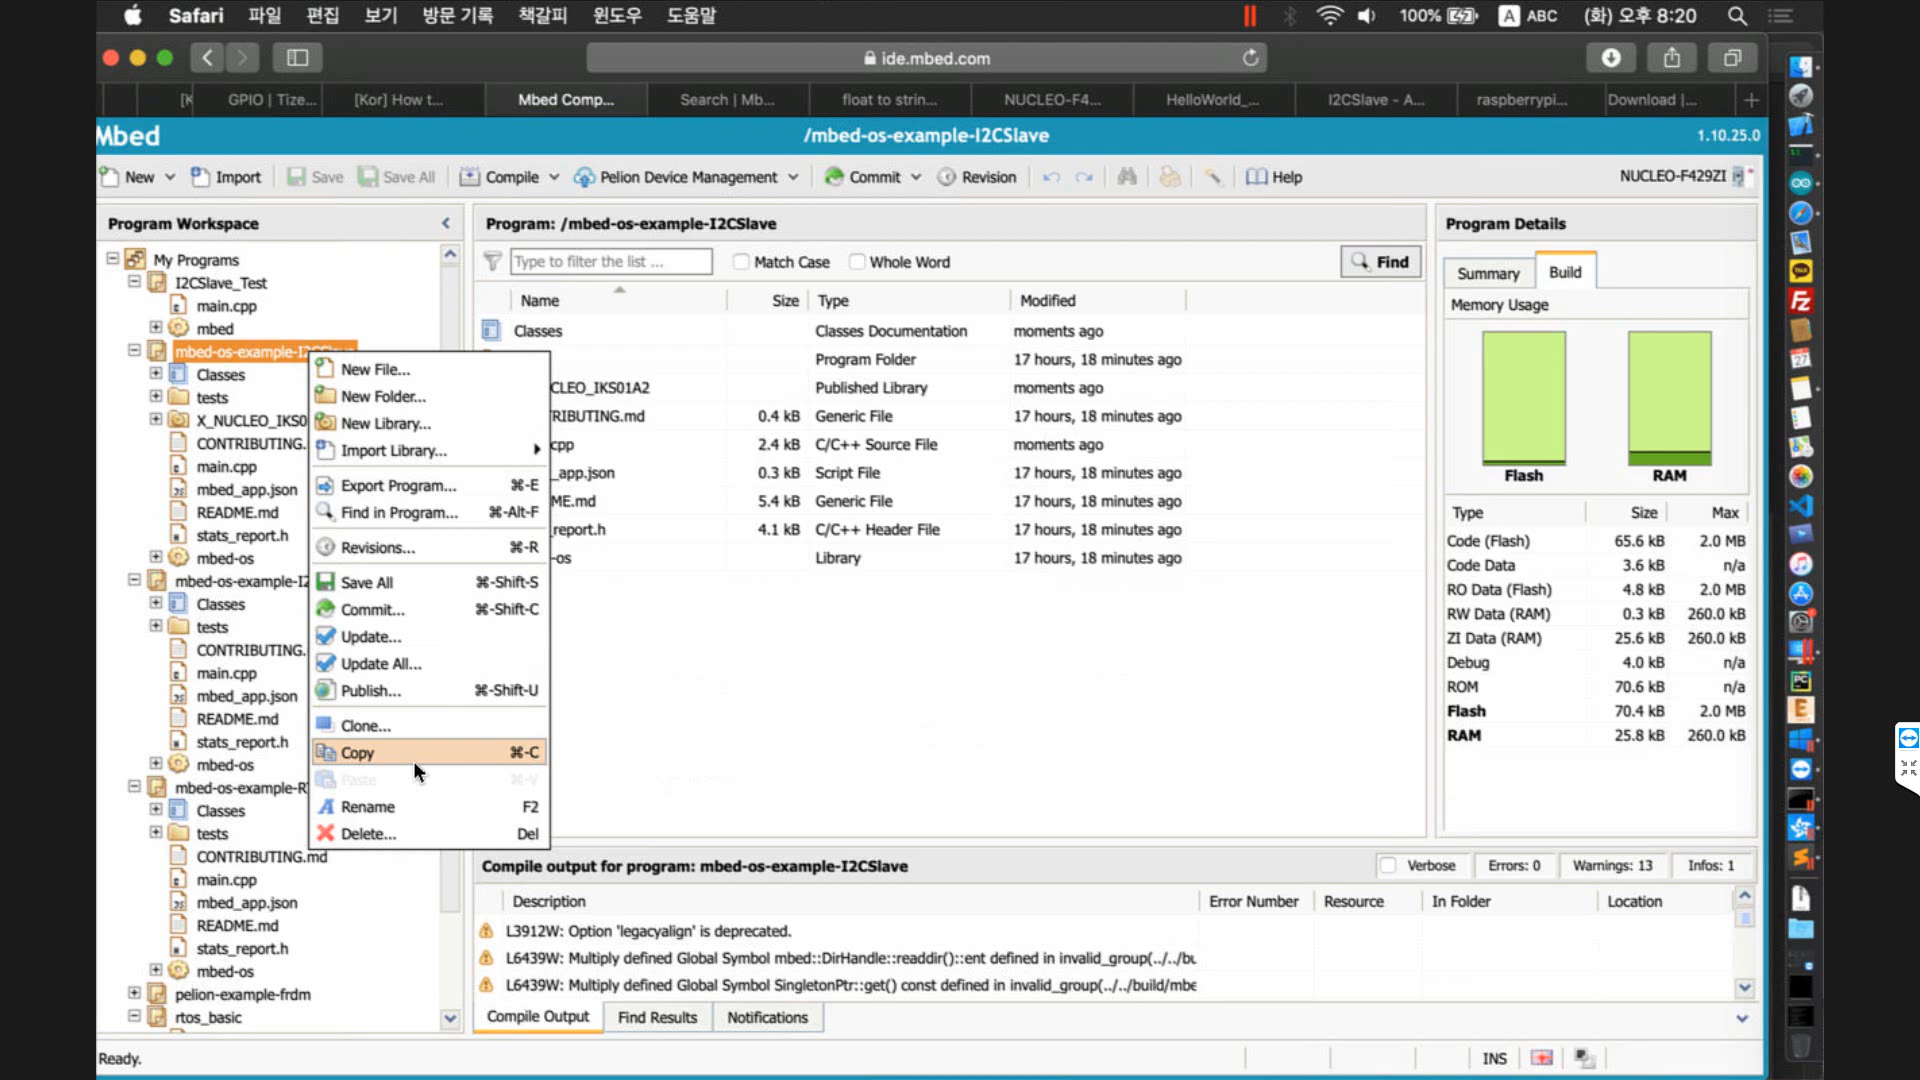 Safari 파일 편집 보기 방문 기록 책갈피 윈도우 도움말 100% A ABC (화) 오후 8:20
ide.mbed.com
[K GPIO | Tize... [Kor] How t... Mbed Comp... Search | Mb... float to strin... NUCLEO-F4... HelloWorld_... I2CSlave - A... raspberrypi... Download |...
Mbed /mbed-os-example-I2CSlave 1.10.25.0
New Import Save Save All Compile Pelion Device Management Commit Revision Help NUCLEO-F429ZI
Program Workspace
My Programs
I2CSlave_Test
main.cpp
mbed
mbed-os-example-I2CSlave
Classes
tests
X_NUCLEO_IKS0
CONTRIBUTING.
main.cpp
mbed_app.json
README.md
stats_report.h
mbed-os
mbed-os-example-I2
Classes
tests
CONTRIBUTING.
main.cpp
mbed_app.json
README.md
stats_report.h
mbed-os
mbed-os-example-R
Classes
tests
CONTRIBUTING.md
main.cpp
mbed_app.json
README.md
stats_report.h
mbed-os
pelion-example-frdm
rtos_basic
New File...
New Folder...
New Library...
Import Library...
Export Program... ⌘-E
Find in Program... ⌘-Alt-F
Revisions... ⌘-R
Save All ⌘-Shift-S
Commit... ⌘-Shift-C
Update...
Update All...
Publish... ⌘-Shift-U
Clone...
Copy ⌘-C
Paste ⌘-V
Rename F2
Delete... Del
Program: /mbed-os-example-I2CSlave
Type to filter the list ... Match Case Whole Word Find
Name Size Type Modified
Classes Classes Documentation moments ago
Program Folder 17 hours, 18 minutes ago
CLEO_IKS01A2 Published Library moments ago
RIBUTING.md 0.4 kB Generic File 17 hours, 18 minutes ago
cpp 2.4 kB C/C++ Source File moments ago
_app.json 0.3 kB Script File 17 hours, 18 minutes ago
ME.md 5.4 kB Generic File 17 hours, 18 minutes ago
_report.h 4.1 kB C/C++ Header File 17 hours, 18 minutes ago
-os Library 17 hours, 18 minutes ago
Program Details
Summary Build
Memory Usage
Flash RAM
Type Size Max
Code (Flash) 65.6 kB 2.0 MB
Code Data 3.6 kB n/a
RO Data (Flash) 4.8 kB 2.0 MB
RW Data (RAM) 0.3 kB 260.0 kB
ZI Data (RAM) 25.6 kB 260.0 kB
Debug 4.0 kB n/a
ROM 70.6 kB n/a
Flash 70.4 kB 2.0 MB
RAM 25.8 kB 260.0 kB
Compile output for program: mbed-os-example-I2CSlave Verbose Errors: 0 Warnings: 13 Infos: 1
Description Error Number Resource In Folder Location
L3912W: Option 'legacyalign' is deprecated.
L6439W: Multiply defined Global Symbol mbed::DirHandle::readdir()::ent defined in invalid_group(../../bu
L6439W: Multiply defined Global Symbol SingletonPtr::get() const defined in invalid_group(../../build/mbe
Compile Output Find Results Notifications
Ready. INS